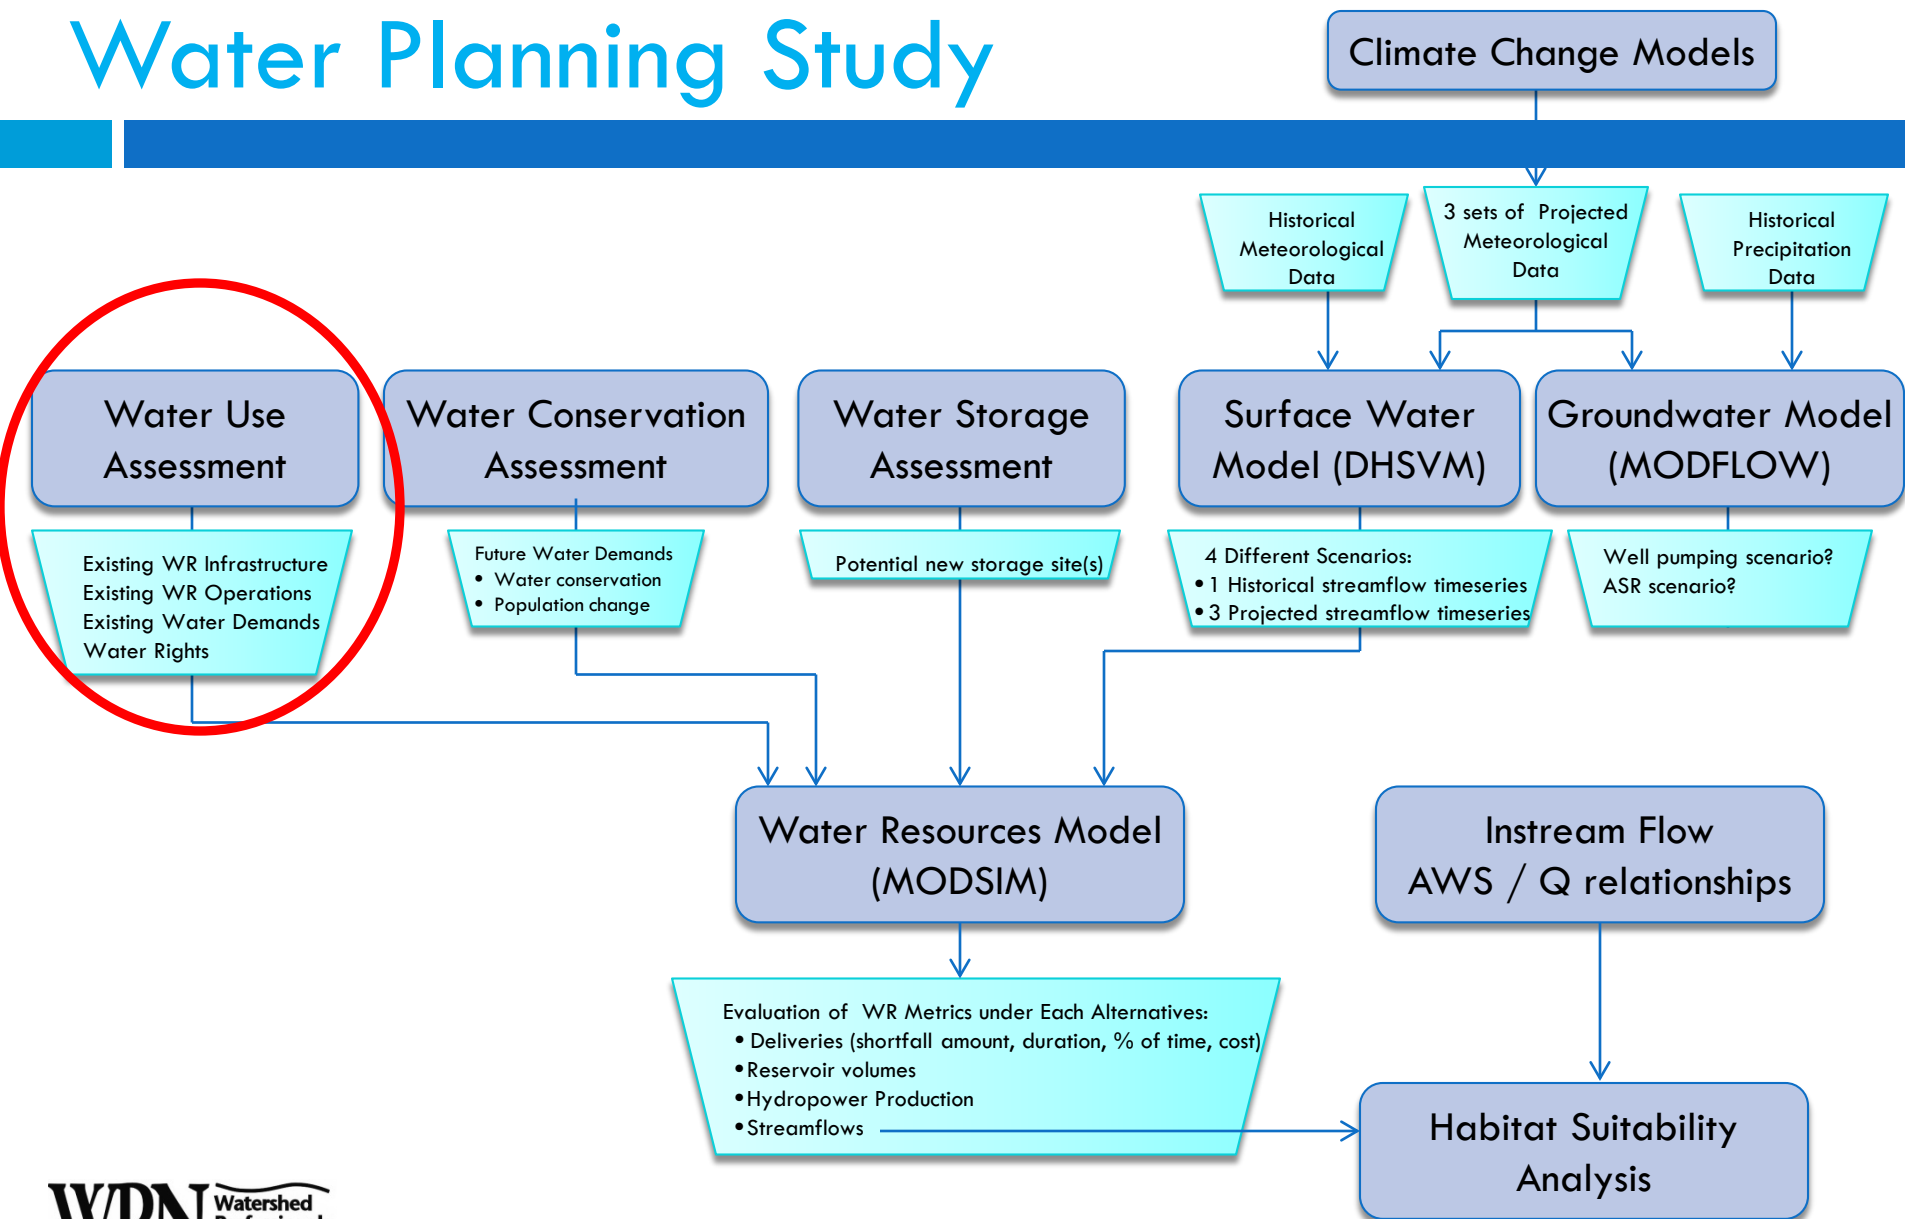 Water Planning Study
Climate Change Models
Historical
Meteorological
Data
3 sets of Projected
Meteorological
Data
Historical
Precipitation
Data
Water Use
Assessment
Water Conservation
Assessment
Water Storage
Assessment
Surface Water
Model (DHSVM)
Groundwater Model
(MODFLOW)
Existing WR Infrastructure
Existing WR Operations
Existing Water Demands
Water Rights
Future Water Demands
• Water conservation
• Population change
Potential new storage site(s)
4 Different Scenarios:
• 1 Historical streamflow timeseries
• 3 Projected streamflow timeseries
Well pumping scenario?
ASR scenario?
Water Resources Model
(MODSIM)
Instream Flow
AWS / Q relationships
Evaluation of WR Metrics under Each Alternatives:
• Deliveries (shortfall amount, duration, % of time, cost)
• Reservoir volumes
• Hydropower Production
• Streamflows
Habitat Suitability
Analysis
WPN
Watershed